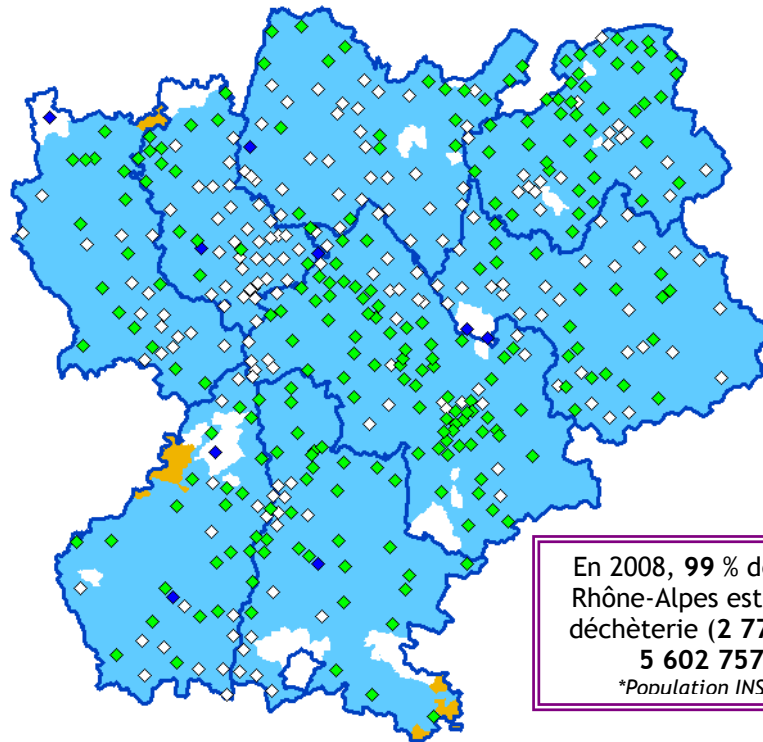 En 2008, 99 % d
Rhône-Alpes est
déchèterie (2 77
5 602 757
*Population INS